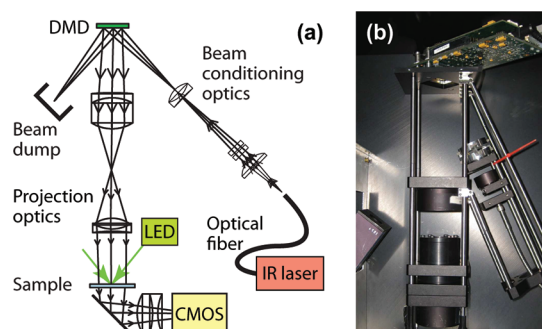 DMD
(a)
(b)
Beam
conditioning
optics
Beam
dump
Projection
optics
Optical
fiber
LED
Sample
IR laser
CMOS